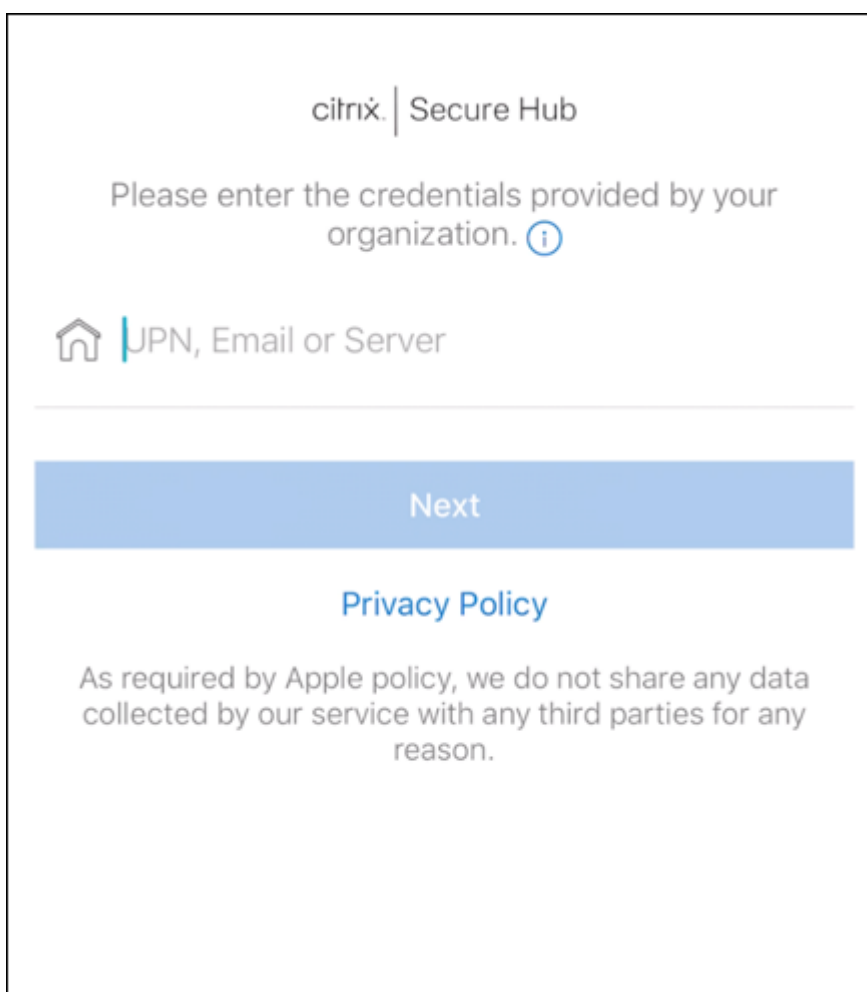 citrix. | Secure Hub
Please enter the credentials provided by your
organization.
UPN, Email or Server
Next
Privacy Policy
As required by Apple policy, we do not share any data
collected by our service with any third parties for any
reason.